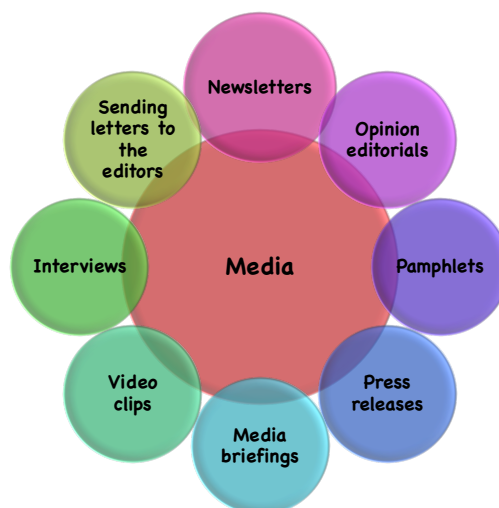 Newsletters
Opinion
editorials
Pamphlets
Press
releases
Media
briefings
Video
clips
Interviews
Sending
letters to
the
editors
Media